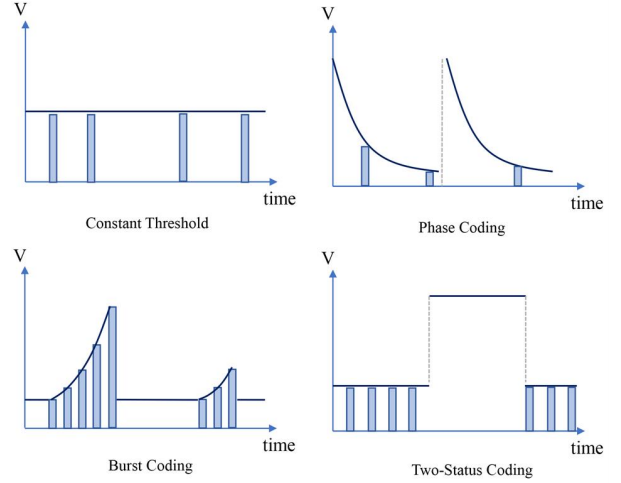 V
time
Constant Threshold
V
time
Phase Coding
V
time
Burst Coding
V
time
Two-Status Coding